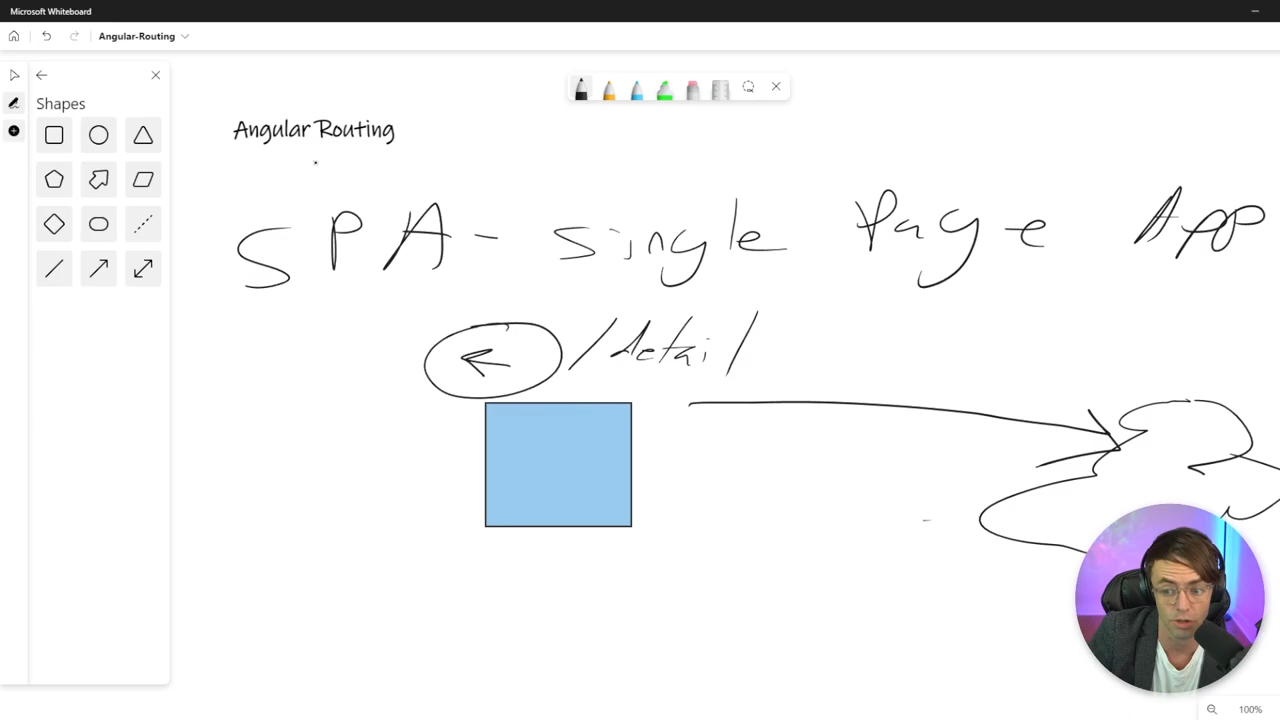 Microsoft Whiteboard
Angular-Routing
Shapes
Angular Routing
SPA - Single Page App
/detail/
100%